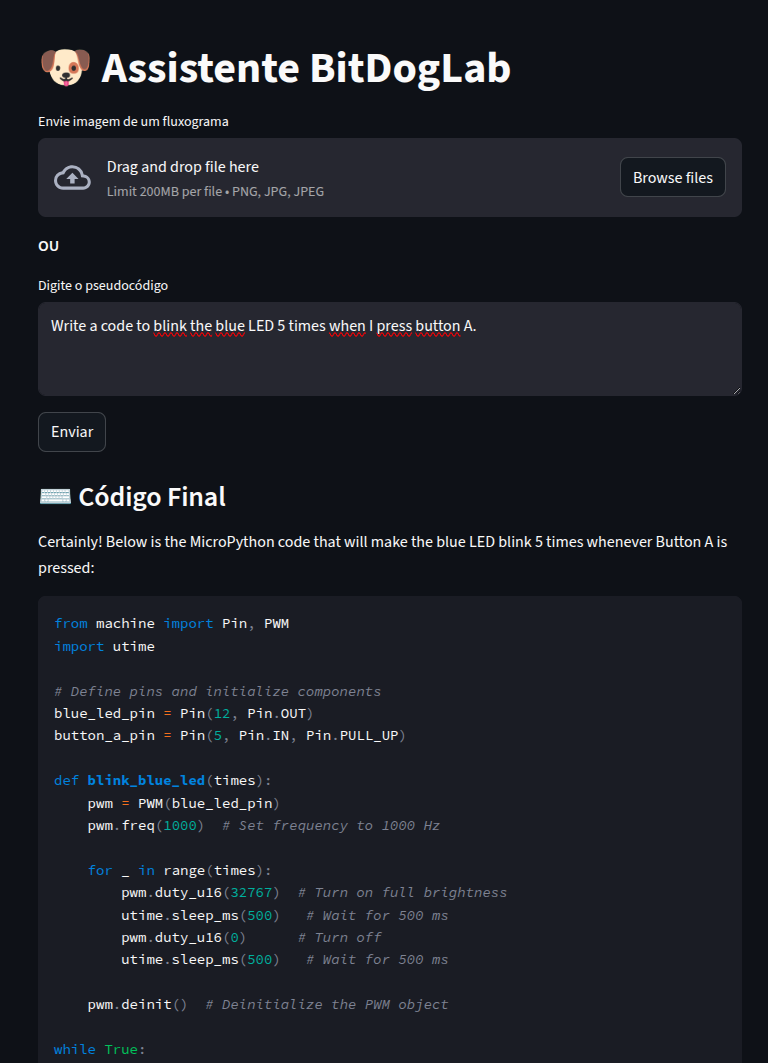 Assistente BitDogLab
Envie imagem de um fluxograma
Drag and drop file here
Limit 200MB per file • PNG, JPG, JPEG
Browse files
OU
Digite o pseudocódigo
Write a code to blink the blue LED 5 times when I press button A.
Enviar
Código Final
Certainly! Below is the MicroPython code that will make the blue LED blink 5 times whenever Button A is
pressed:
from machine import Pin, PWM
import utime
# Define pins and initialize components
blue_led_pin = Pin(12, Pin.OUT)
button_a_pin = Pin(5, Pin.IN, Pin.PULL_UP)
def blink_blue_led(times):
    pwm = PWM(blue_led_pin)
    pwm.freq(1000)  # Set frequency to 1000 Hz
    for _ in range(times):
        pwm.duty_u16(32767)  # Turn on full brightness
        utime.sleep_ms(500)   # Wait for 500 ms
        pwm.duty_u16(0)      # Turn off
        utime.sleep_ms(500)   # Wait for 500 ms
    pwm.deinit()  # Deinitialize the PWM object
while True: